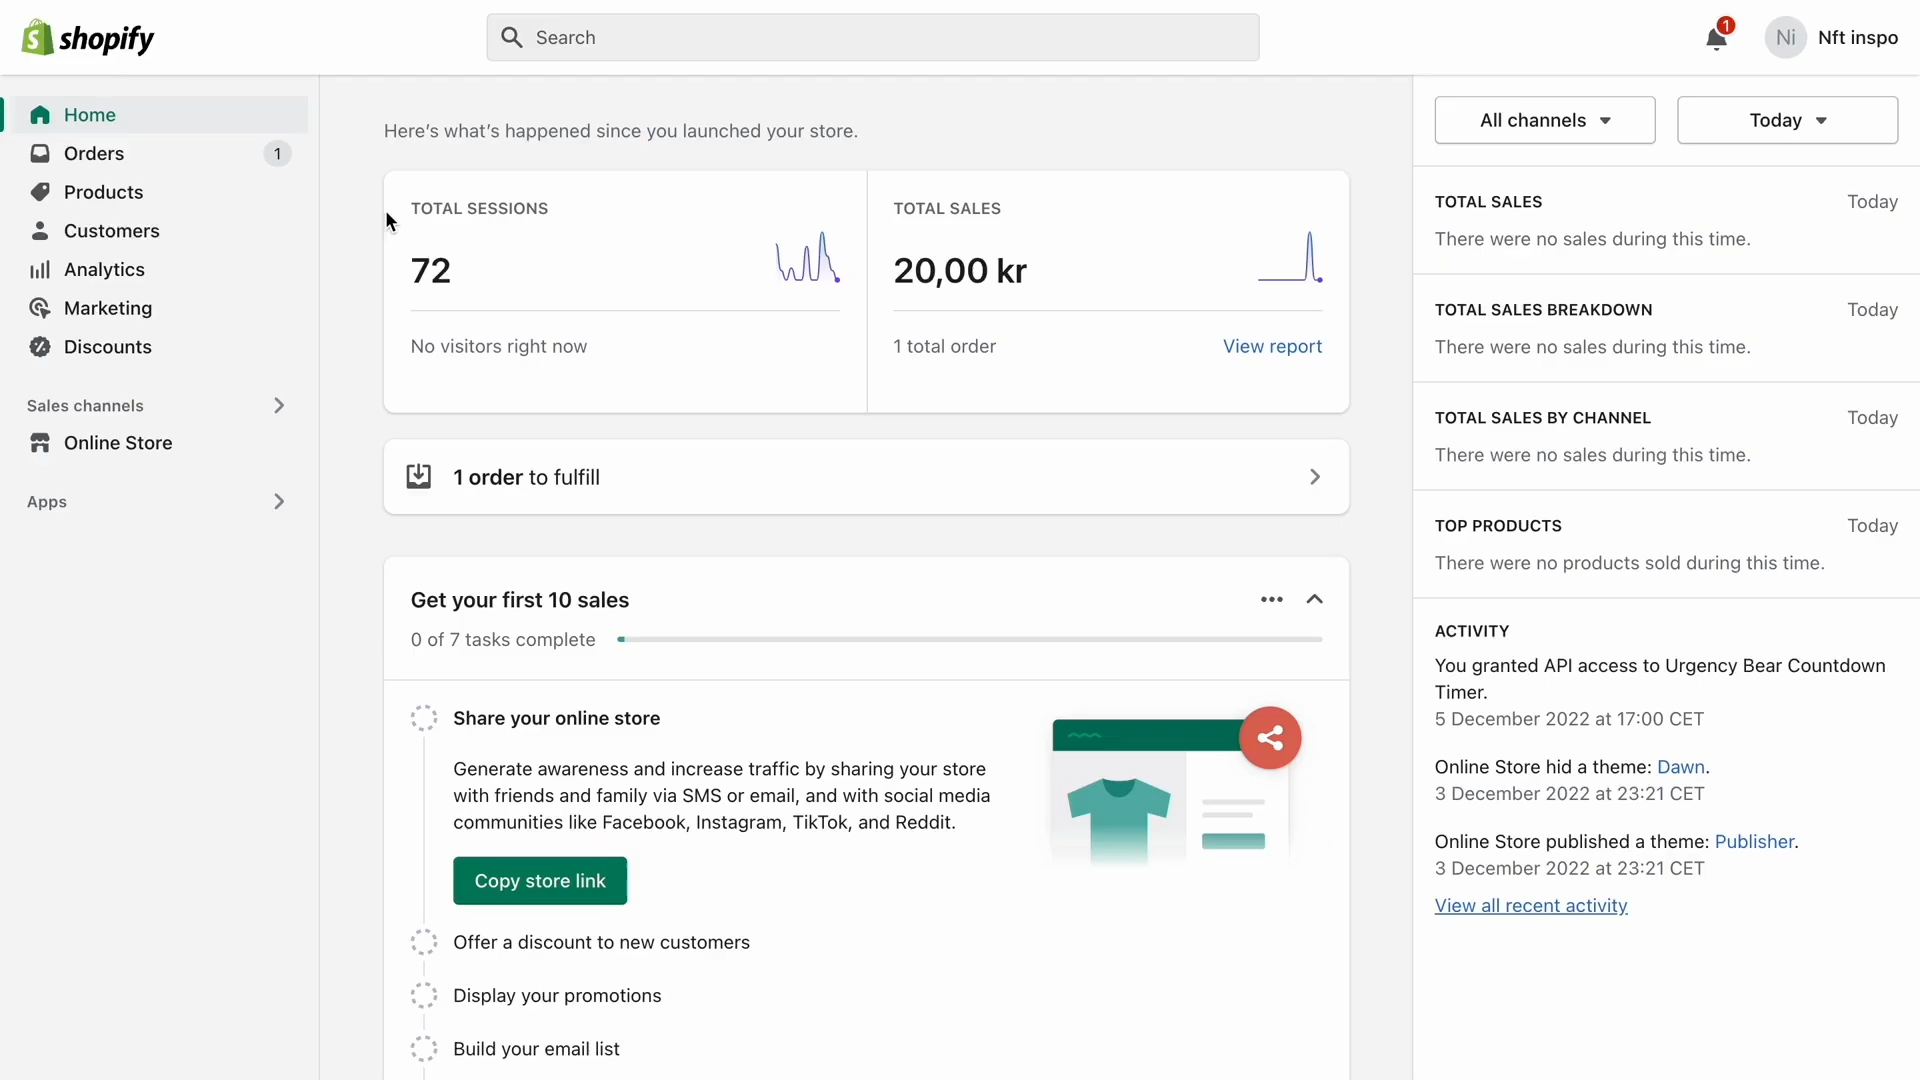 shopify
Search
1
Ni
Nft inspo
Home
Orders
1
Products
Customers
Analytics
Marketing
Discounts
Sales channels
Online Store
Apps
Here's what's happened since you launched your store.
TOTAL SESSIONS
72
No visitors right now
TOTAL SALES
20,00 kr
1 total order
View report
1 order to fulfill
Get your first 10 sales
0 of 7 tasks complete
Share your online store
Generate awareness and increase traffic by sharing your store
with friends and family via SMS or email, and with social media
communities like Facebook, Instagram, TikTok, and Reddit.
Copy store link
Offer a discount to new customers
Display your promotions
Build your email list
All channels
Today
TOTAL SALES
Today
There were no sales during this time.
TOTAL SALES BREAKDOWN
Today
There were no sales during this time.
TOTAL SALES BY CHANNEL
Today
There were no sales during this time.
TOP PRODUCTS
Today
There were no products sold during this time.
ACTIVITY
You granted API access to Urgency Bear Countdown
Timer.
5 December 2022 at 17:00 CET
Online Store hid a theme: Dawn.
3 December 2022 at 23:21 CET
Online Store published a theme: Publisher.
3 December 2022 at 23:21 CET
View all recent activity